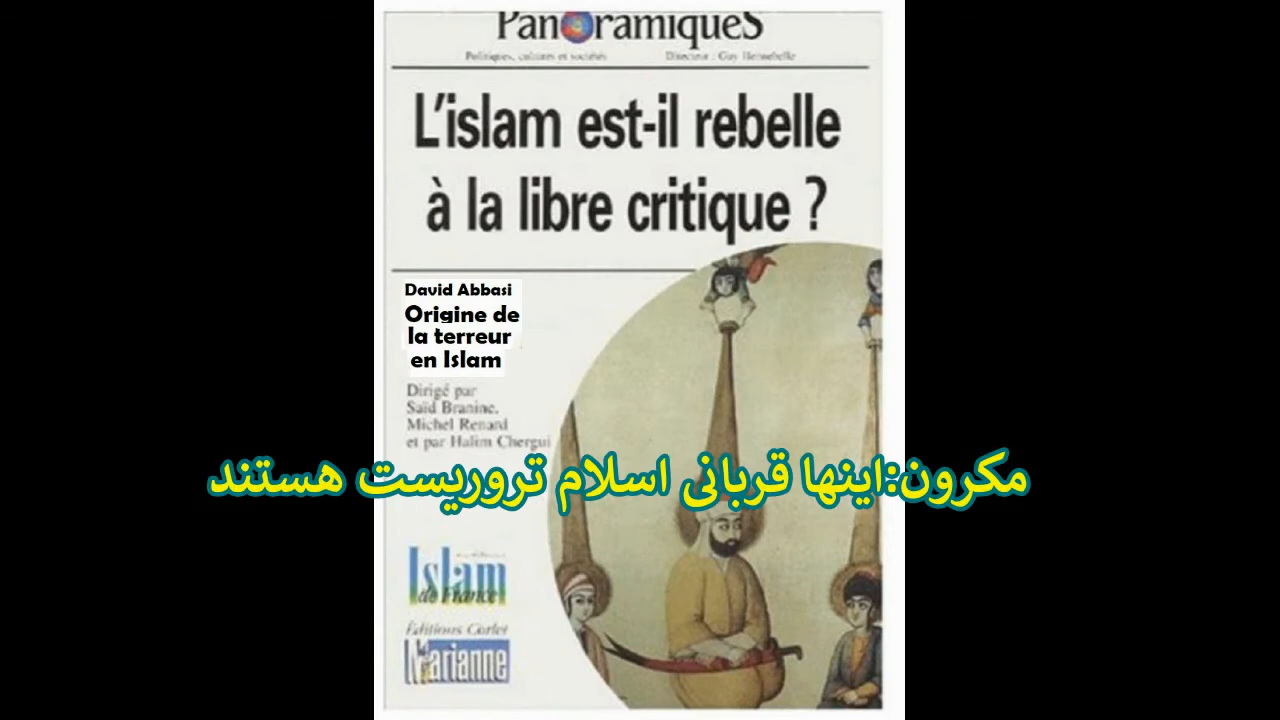 PanoramiqueS
Politiques, cultures et sociétés
Directeur : Guy Hennebelle
L'islam est-il rebelle
à la libre critique ?
David Abbasi
Origine de
la terreur
en Islam
Dirigé par
Saïd Branine,
Michel Renard
et par Halim Chergui
مکرون:اینها قربانی اسلام تروریست هستند
Islam
de France
Éditions Corlet
Marianne